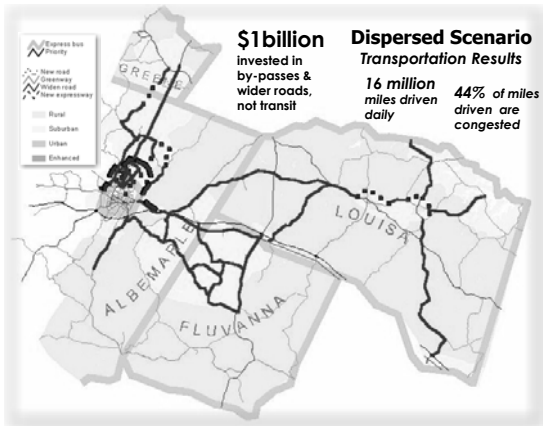 $1billion
invested in
by-passes &
wider roads,
not transit
Dispersed Scenario
Transportation Results
16 million
miles driven
daily
44% of miles
driven are
congested
Express bus
Priority
New road
Greenway
Widen road
New expressway
Rural
Suburban
Urban
Enhanced
GREENE
LOUISA
ALBEMARLE
FLUVANNA